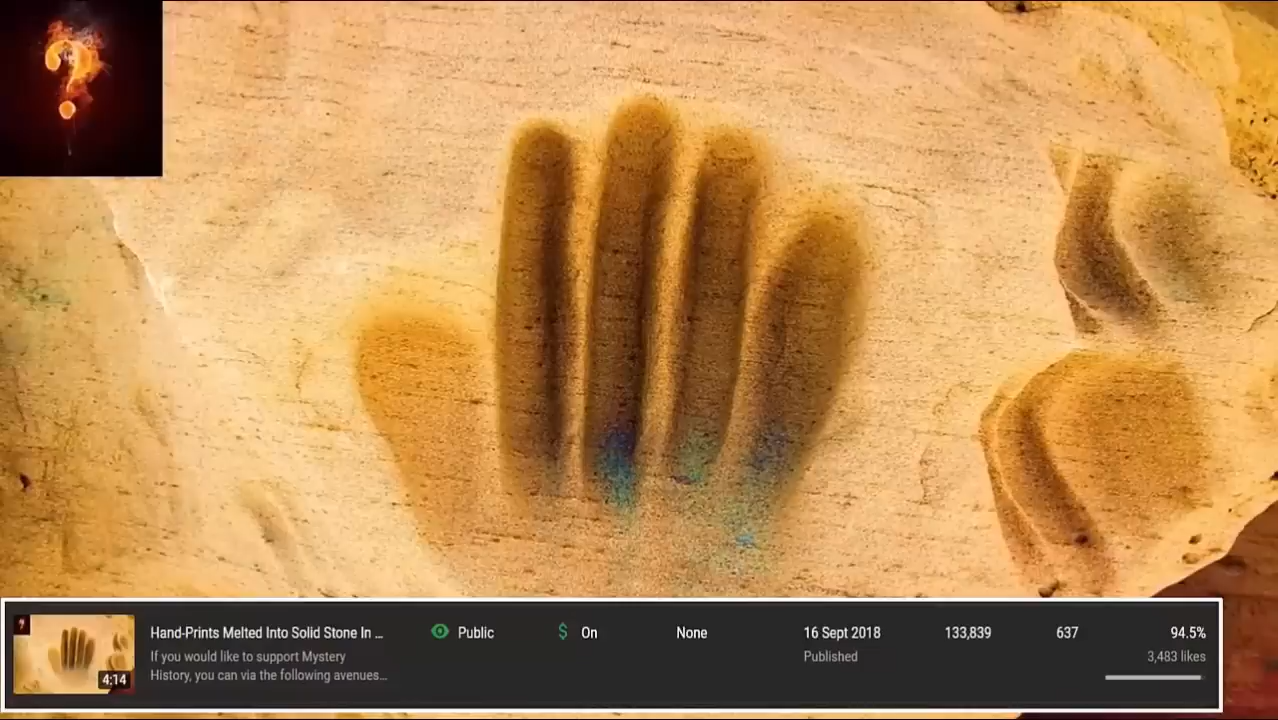 Hand-Prints Melted Into Solid Stone In ...
Public
$ On
None
16 Sept 2018
133,839
637
94.5%
If you would like to support Mystery
Published
3,483 likes
History, you can via the following avenues...
4:14